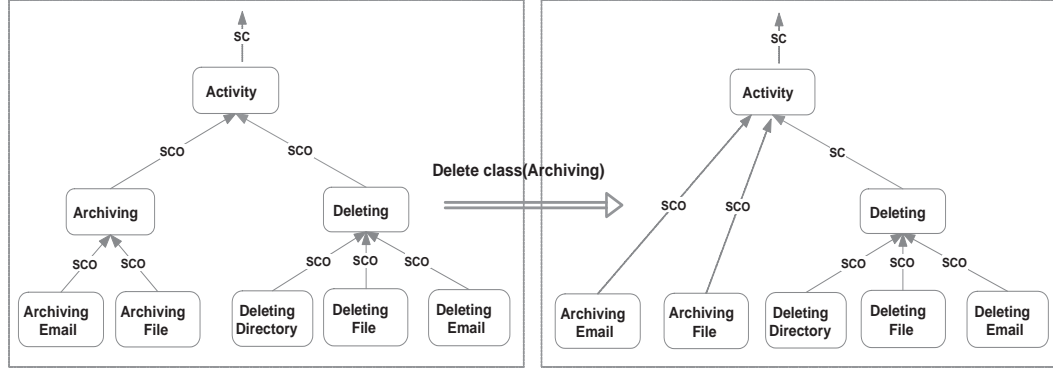 SC
Activity
SCO
SCO
Archiving
Deleting
SCO
SCO
SCO
SCO
SCO
Archiving
Email
Archiving
File
Deleting
Directory
Deleting
File
Deleting
Email
Delete class(Archiving)
SC
Activity
SC
SCO
SCO
Deleting
SCO
SCO
SCO
Archiving
Email
Archiving
File
Deleting
Directory
Deleting
File
Deleting
Email